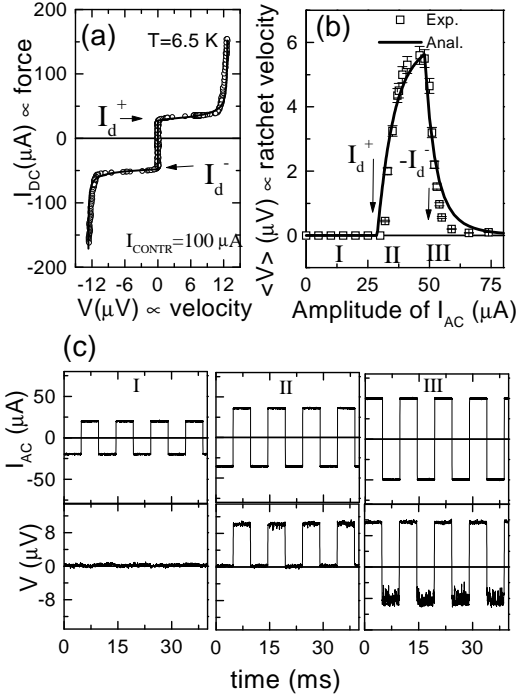 (a)
T=6.5 K
I_d^+
I_d^-
I_CONTR=100 μA
I_DC(μA) ∝ force
200
100
0
-100
-200
-12 -6 0 6 12
V(μV) ∝ velocity
(b)
Exp.
Anal.
I_d^+
-I_d^-
I
II
III
<V> (μV) ∝ ratchet velocity
6
4
2
0
0 25 50 75
Amplitude of I_AC (μA)
(c)
I
II
III
I_AC (μA)
50
25
0
-25
-50
V (μV)
8
0
-8
0 15 30
0 15 30
0 15 30
time (ms)